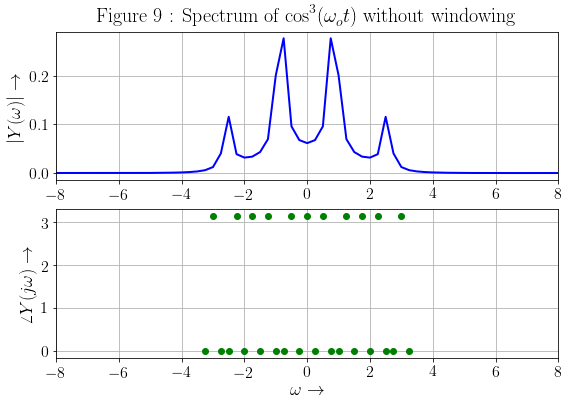 Figure 9 : Spectrum of cos³(ω₀t) without windowing
|Y(ω)| →
0.2
0.1
0.0
−8 −6 −4 −2 0 2 4 6 8
∠Y(jω) →
3
2
1
0
−8 −6 −4 −2 0 2 4 6 8
ω →